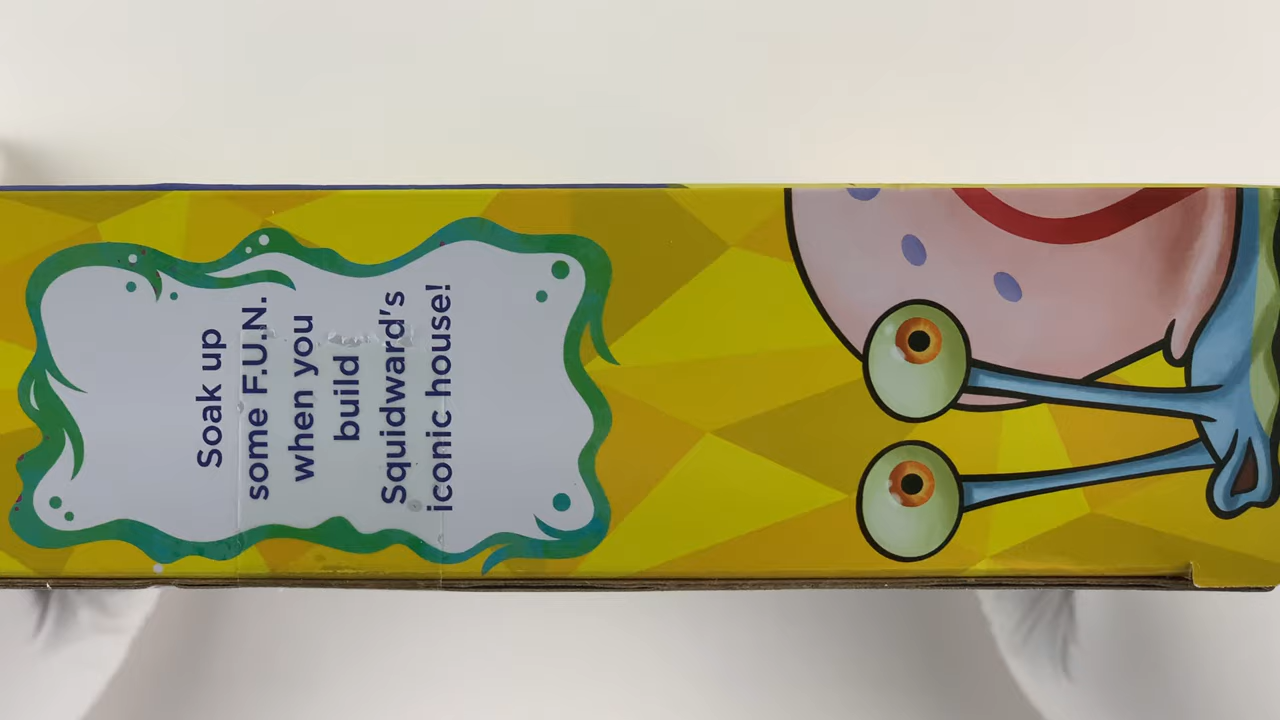 Soak up
some F.U.N.
when you
build
Squidward's
iconic house!